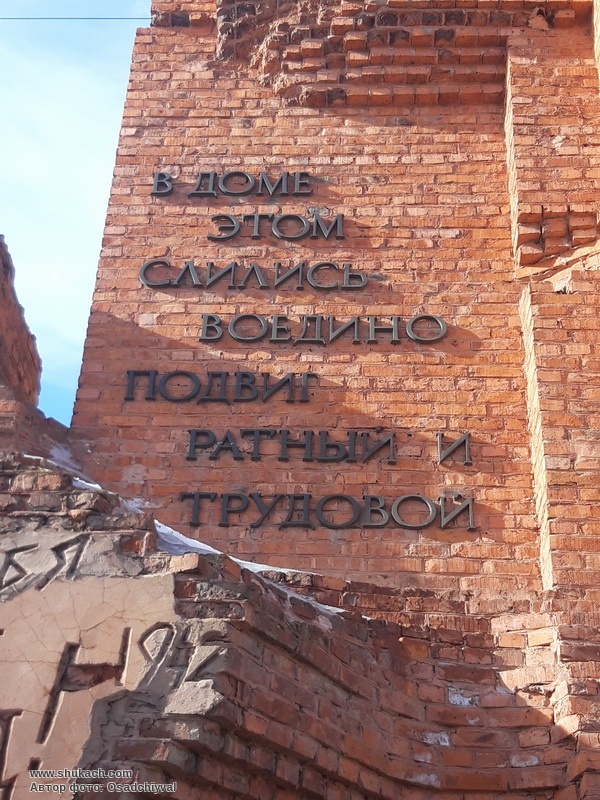 В ДОМЕ
ЭТОМ
СЛИЛИСЬ
ВОЕДИНО
ПОДВИГ
РАТНЫЙ И
ТРУДОВОЙ
www.shukach.com
Автор фото: Osadchiyval